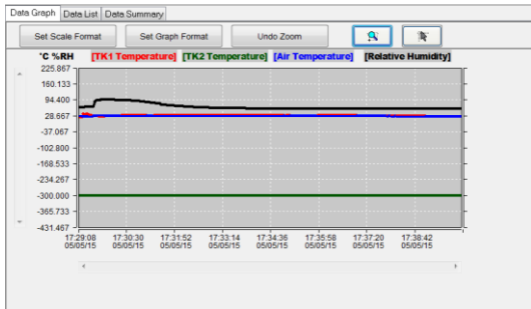 Data Graph Data List Data Summary
Set Scale Format Set Graph Format Undo Zoom
°C %RH [TK1 Temperature] [TK2 Temperature] [Air Temperature] [Relative Humidity]
225.867
160.133
94.400
28.667
-37.067
-102.800
-168.533
-234.267
-300.000
-365.733
-431.467
17:29:08 17:30:30 17:31:52 17:33:14 17:34:36 17:35:58 17:37:20 17:38:42
05/05/15 05/05/15 05/05/15 05/05/15 05/05/15 05/05/15 05/05/15 05/05/15